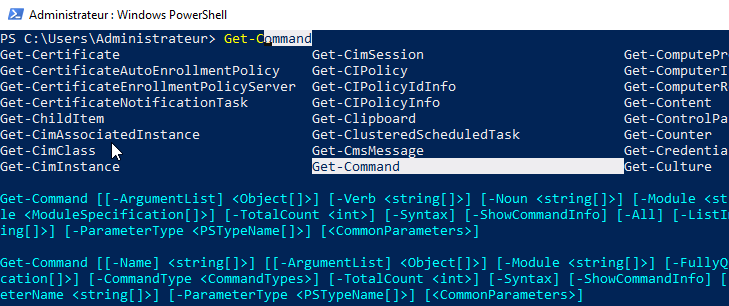 Administrateur : Windows PowerShell
PS C:\Users\Administrateur> Get-Command
Get-Certificate Get-CimSession Get-ComputePro
Get-CertificateAutoEnrollmentPolicy Get-CIPolicy Get-ComputerI
Get-CertificateEnrollmentPolicyServer Get-CIPolicyIdInfo Get-ComputerR
Get-CertificateNotificationTask Get-CIPolicyInfo Get-Content
Get-ChildItem Get-Clipboard Get-ControlPa
Get-CimAssociatedInstance Get-ClusteredScheduledTask Get-Counter
Get-CimClass Get-CmsMessage Get-Credentia
Get-CimInstance Get-Command Get-Culture
Get-Command [[-ArgumentList] <Object[]>] [-Verb <string[]>] [-Noun <string[]>] [-Module <st
le <ModuleSpecification[]>] [-TotalCount <int>] [-Syntax] [-ShowCommandInfo] [-All] [-ListI
ing[]>] [-ParameterType <PSTypeName[]>] [<CommonParameters>]
Get-Command [[-Name] <string[]>] [[-ArgumentList] <Object[]>] [-Module <string[]>] [-FullyQ
cation[]>] [-CommandType <CommandTypes>] [-TotalCount <int>] [-Syntax] [-ShowCommandInfo] [
eterName <string[]>] [-ParameterType <PSTypeName[]>] [<CommonParameters>]